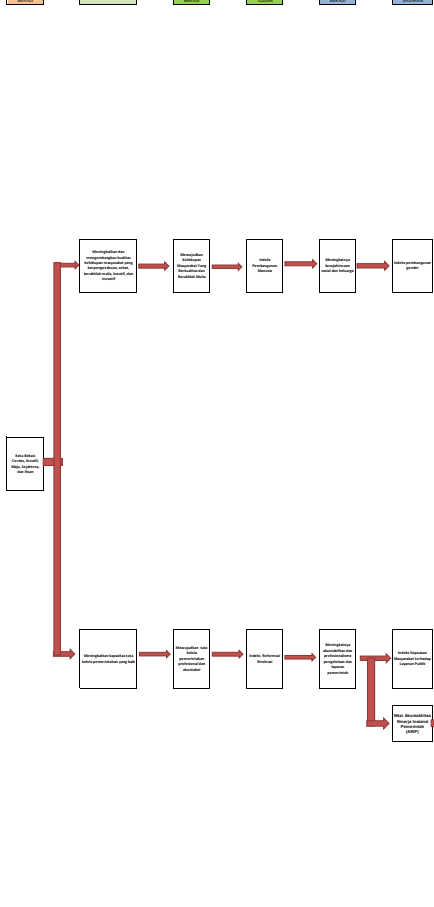 Meningkatkan dan
mengembangkan kualitas
kehidupan masyarakat yang
berpengetahuan, sehat,
berakhlak mulia, kreatif, dan
inovatif
Mewujudkan
Kehidupan
Masyarakat Yang
Berkualitas dan
Berakhlak Mulia
Indeks
Pembangunan
Manusia
Meningkatnya
kesejahteraan
sosial dan keluarga
Indeks pembangunan
gender
Kota Bekasi
Cerdas, Kreatif,
Maju, Sejahtera,
dan Ihsan
Meningkatkan kapasitas tata
kelola pemerintahan yang baik
Mewujudkan tata
kelola
pemerintahan
profesional dan
akuntabel
Indeks Reformasi
Birokrasi
Meningkatnya
akuntabilitas dan
profesionalisme
pengelolaan dan
layanan
pemerintah
Indeks Kepuasan
Masyarakat terhadap
Layanan Publik
Nilai Akuntabilitas
Kinerja Instansi
Pemerintah
(AKIP)